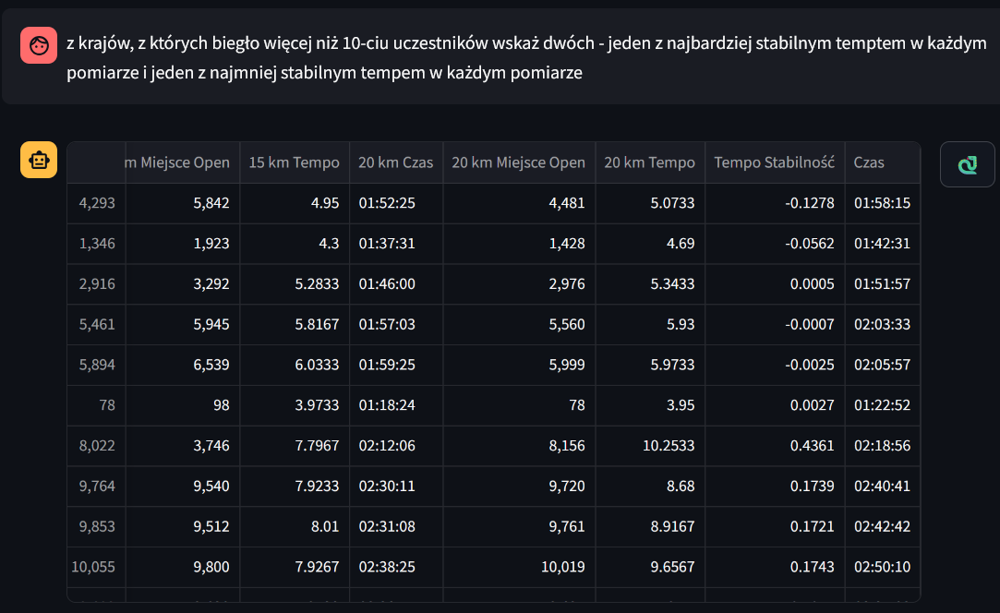 z krajów, z których biegło więcej niż 10-ciu uczestników wskaż dwóch - jeden z najbardziej stabilnym temptem w każdym
pomiarze i jeden z najmniej stabilnym tempem w każdym pomiarze
m Miejsce Open 15 km Tempo 20 km Czas 20 km Miejsce Open 20 km Tempo Tempo Stabilność Czas
4,293 5,842 4.95 01:52:25 4,481 5.0733 -0.1278 01:58:15
1,346 1,923 4.3 01:37:31 1,428 4.69 -0.0562 01:42:31
2,916 3,292 5.2833 01:46:00 2,976 5.3433 0.0005 01:51:57
5,461 5,945 5.8167 01:57:03 5,560 5.93 -0.0007 02:03:33
5,894 6,539 6.0333 01:59:25 5,999 5.9733 -0.0025 02:05:57
78 98 3.9733 01:18:24 78 3.95 0.0027 01:22:52
8,022 3,746 7.7967 02:12:06 8,156 10.2533 0.4361 02:18:56
9,764 9,540 7.9233 02:30:11 9,720 8.68 0.1739 02:40:41
9,853 9,512 8.01 02:31:08 9,761 8.9167 0.1721 02:42:42
10,055 9,800 7.9267 02:38:25 10,019 9.6567 0.1743 02:50:10